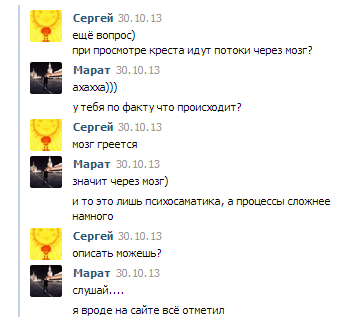 Сергей 30.10.13
ещё вопрос)
при просмотре креста идут потоки через мозг?
Марат 30.10.13
ахахха)))
у тебя по факту что происходит?
Сергей 30.10.13
мозг греется
Марат 30.10.13
значит через мозг)
и то это лишь психосаматика, а процессы сложнее
намного
Сергей 30.10.13
описать можешь?
Марат 30.10.13
слушай....
я вроде на сайте всё отметил